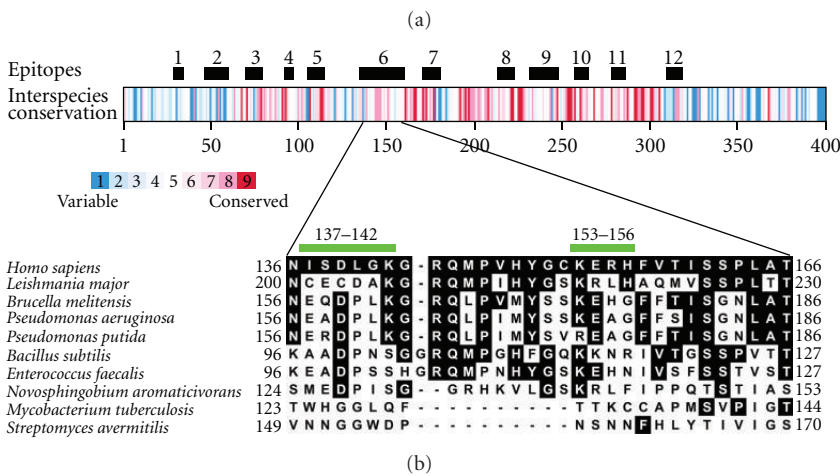 (a)
1 2 3 4 5 6 7 8 9 10 11 12
Epitopes
Interspecies
conservation
1 50 100 150 200 250 300 350 400
1 2 3 4 5 6 7 8 9
Variable Conserved
137–142 153–156
Homo sapiens 136 NISDLGKG-RQMPVHYGCKERHFVTISSPLAT 166
Leishmania major 200 NCECDAKG-RQMPIHYGSKRLHAQMVSSPLTT 230
Brucella melitensis 156 NEQDPLKG-RQLPVMYSSKEHGFFTISGNLAT 186
Pseudomonas aeruginosa 156 NEADPLKG-RQLPIMYSSKEAGFFSISGNLAT 186
Pseudomonas putida 156 NERDPLKG-RQLPIMYSVREAGFFTISGNLAT 186
Bacillus subtilis 96 KAADPNSGGRQMPGHFGQKKNRIVTGSSPVTT 127
Enterococcus faecalis 96 KEADPSSHGRQMPNHYGSKEHNIVSFSSTVST 127
Novosphingobium aromaticivorans 124 SMEDPISG--GRHKVLGSKRLFIFPQTSTIAS 153
Mycobacterium tuberculosis 123 TWHGGLQF----------TTKCCAPMSVPIGT 144
Streptomyces avermitilis 149 VNNGGWDP----------NSNNFHLYTIVIGS 170
(b)